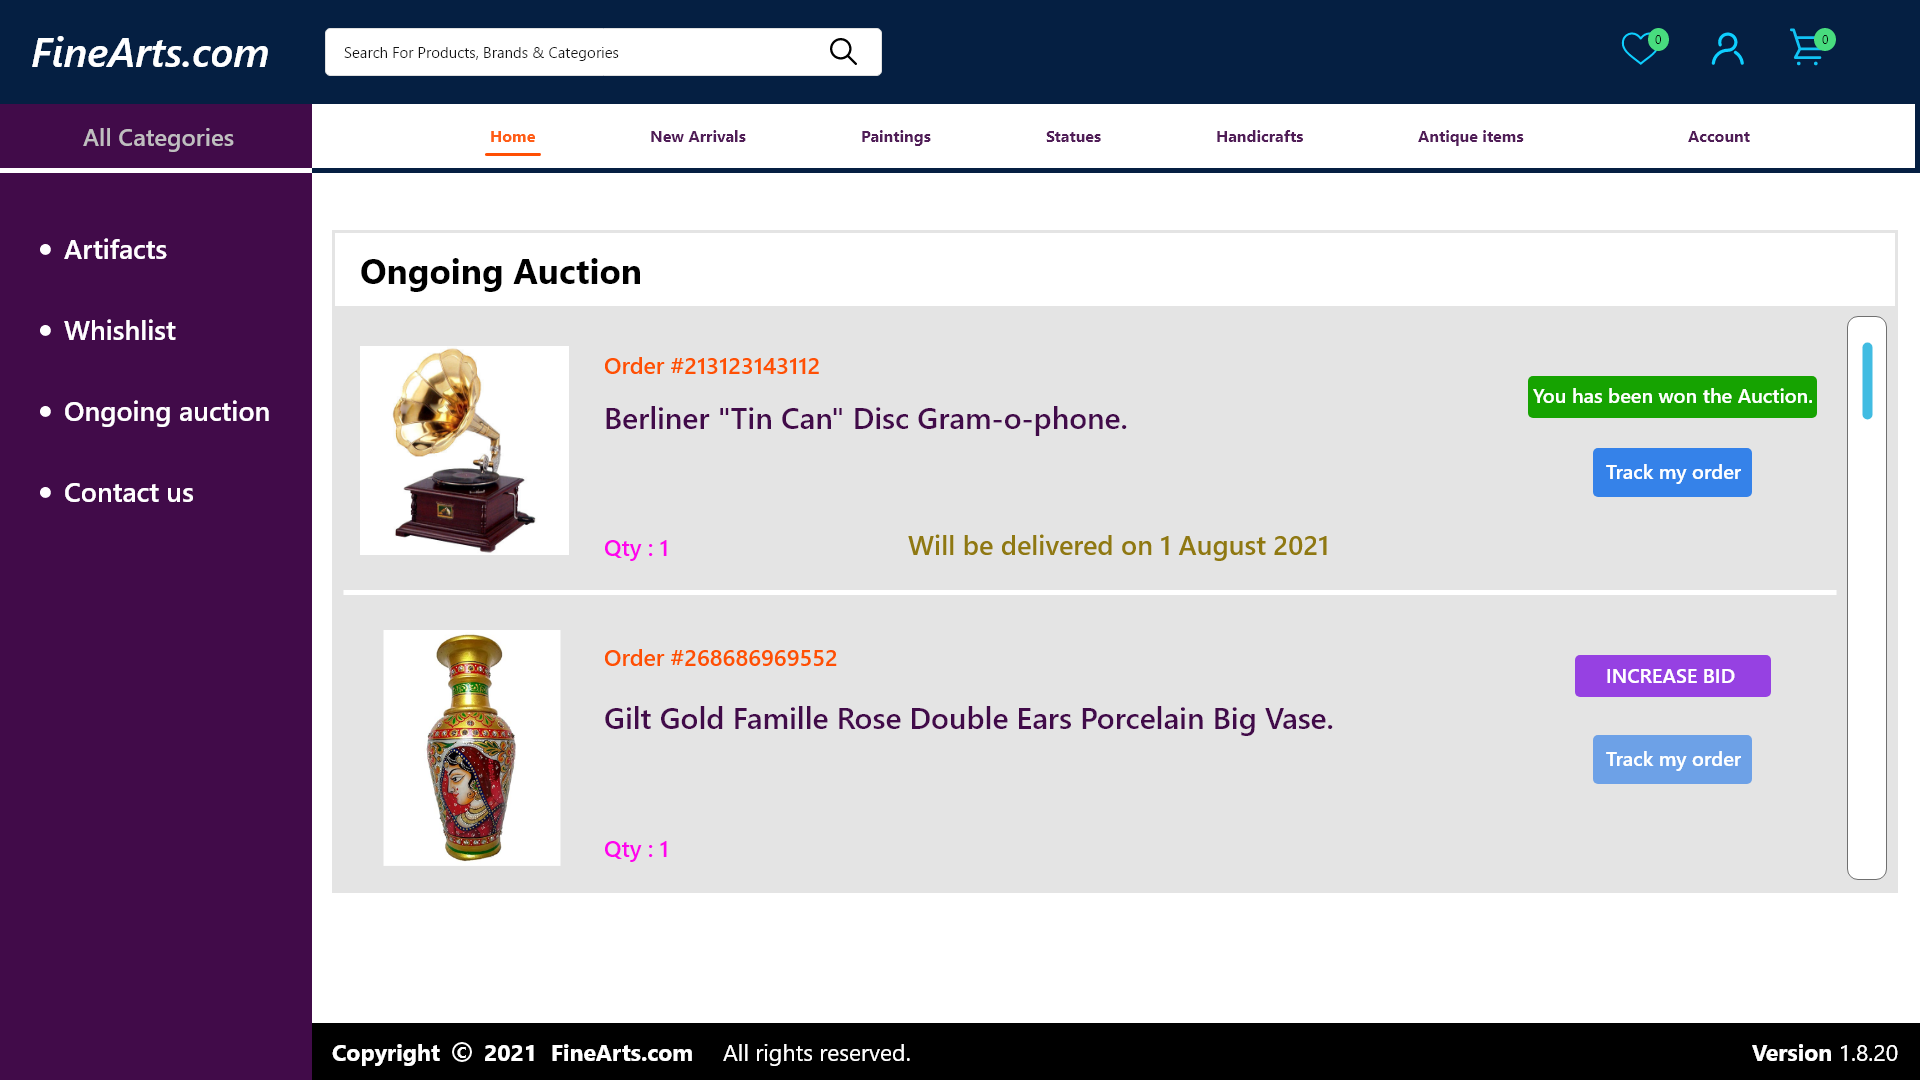 FineArts.com
Search For Products, Brands & Categories
0
0
All Categories
Home New Arrivals Paintings Statues Handicrafts Antique items Account
Artifacts
Whishlist
Ongoing auction
Contact us
Ongoing Auction
Order #213123143112
Berliner "Tin Can" Disc Gram-o-phone.
You has been won the Auction.
Track my order
Qty : 1
Will be delivered on 1 August 2021
Order #268686969552
Gilt Gold Famille Rose Double Ears Porcelain Big Vase.
INCREASE BID
Track my order
Qty : 1
Copyright © 2021 FineArts.com All rights reserved.
Version 1.8.20